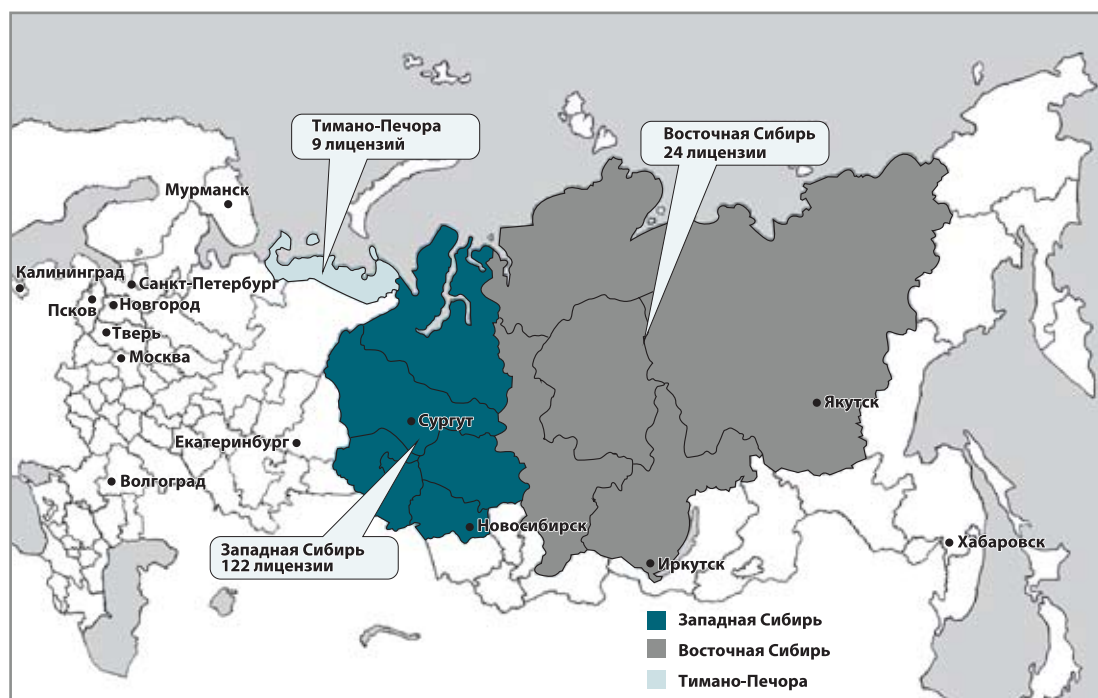 Тимано-Печора
9 лицензий
Восточная Сибирь
24 лицензии
Мурманск
Калининград
Санкт-Петербург
Псков
Новгород
Тверь
Москва
Якутск
Сургут
Екатеринбург
Волгоград
Новосибирск
Западная Сибирь
122 лицензии
Хабаровск
Иркутск
Западная Сибирь
Восточная Сибирь
Тимано-Печора